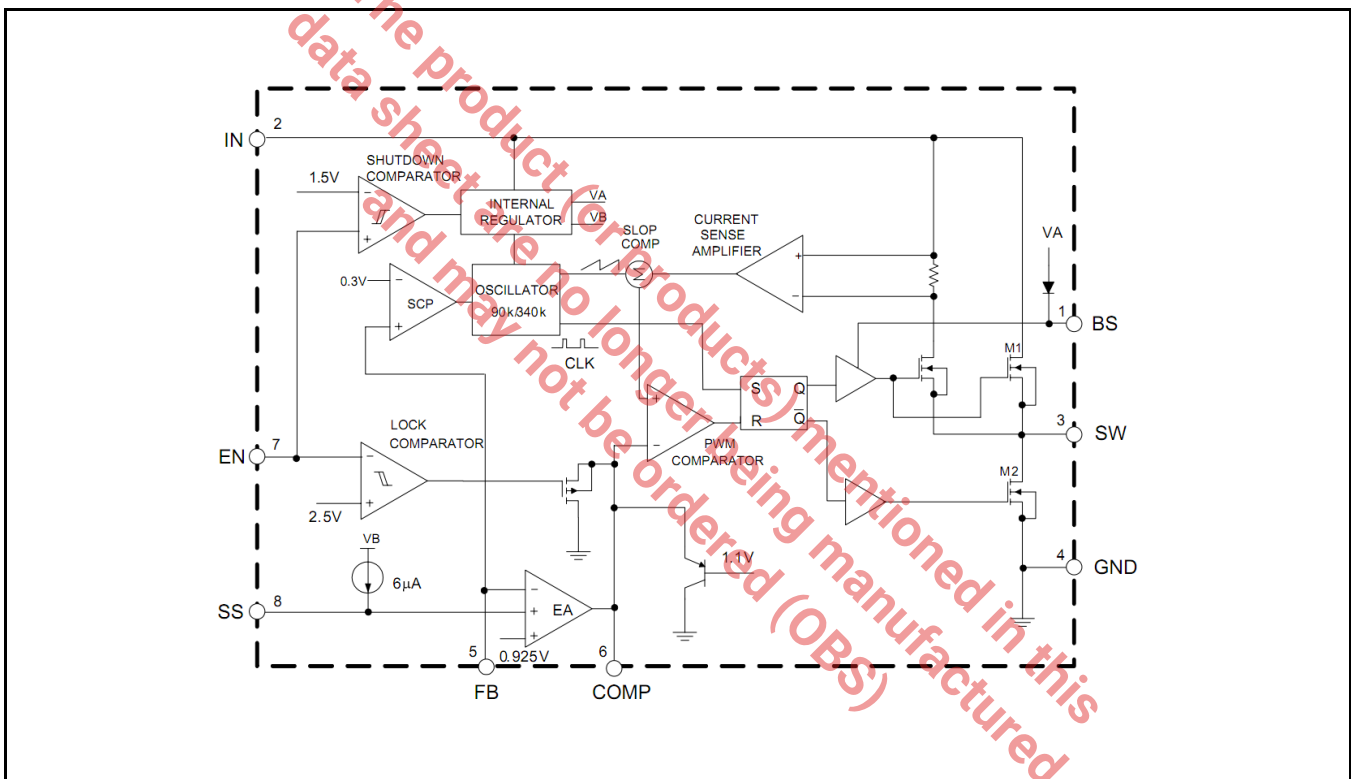 The product (or products) mentioned in this
data sheet are no longer being manufactured
and may not be ordered (OBS)
IN
2
SHUTDOWN
COMPARATOR
1.5V
−
+
INTERNAL
REGULATOR
VA
VB
SLOP
COMP
Σ
CURRENT
SENSE
AMPLIFIER
+
−
VA
0.3V
−
SCP
+
OSCILLATOR
90k/340k
CLK
1
BS
M1
S
Q
R
Q̅
+
−
PWM
COMPARATOR
3
SW
LOCK
COMPARATOR
EN
7
−
+
2.5V
M2
VB
6µA
1.1V
4
GND
SS
8
−
+
+
EA
0.925V
5
FB
6
COMP